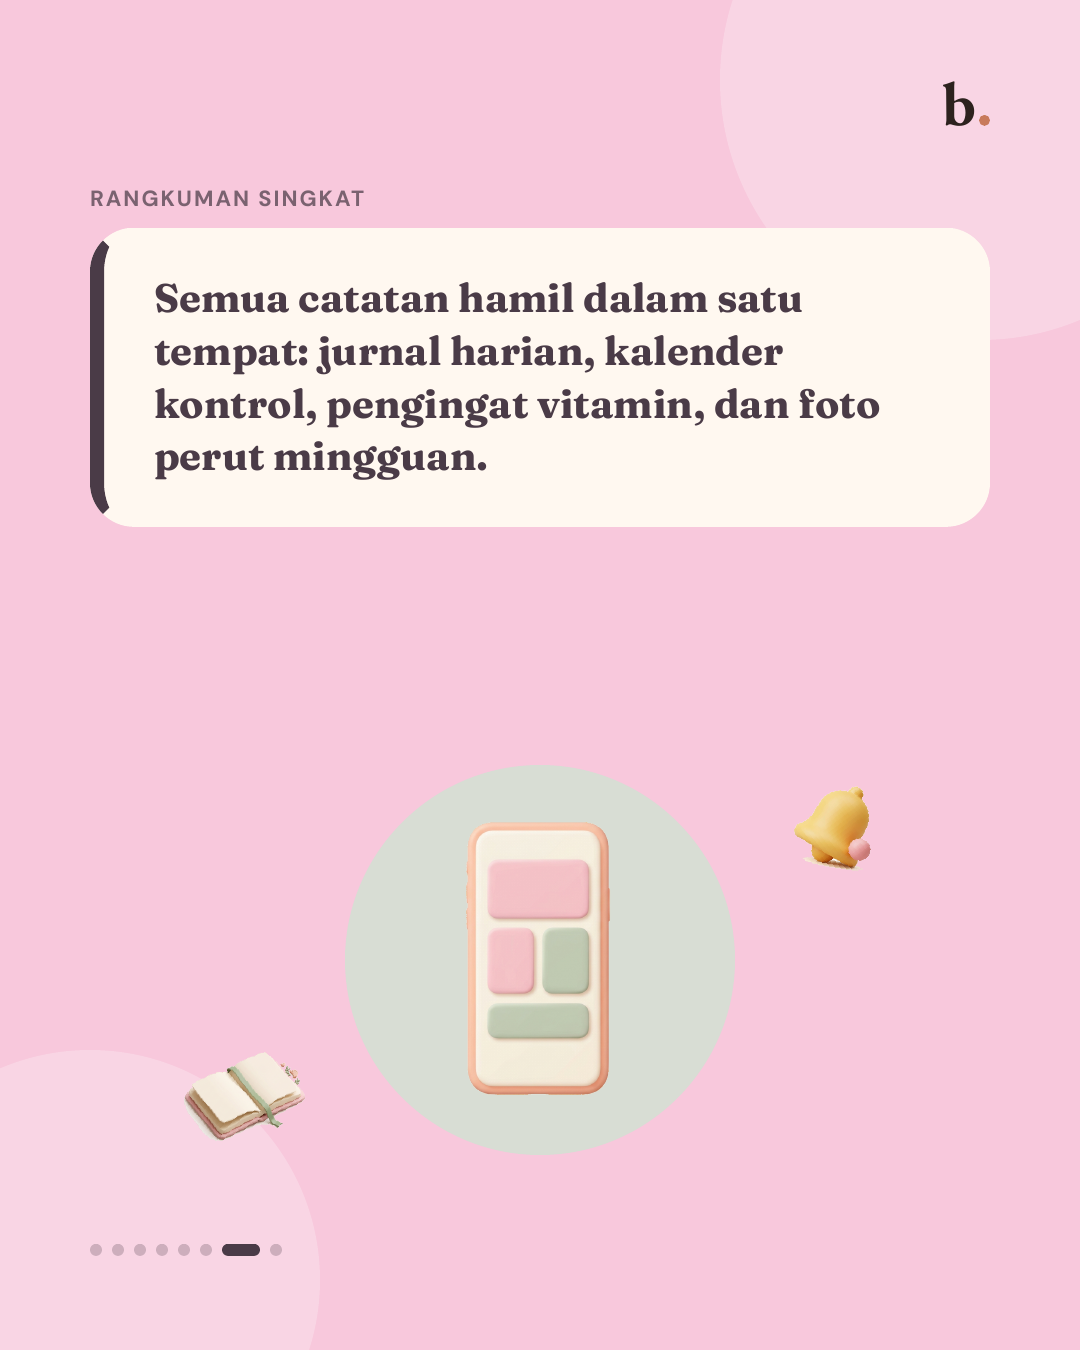 b.
RANGKUMAN SINGKAT
Semua catatan hamil dalam satu
tempat: jurnal harian, kalender
kontrol, pengingat vitamin, dan foto
perut mingguan.